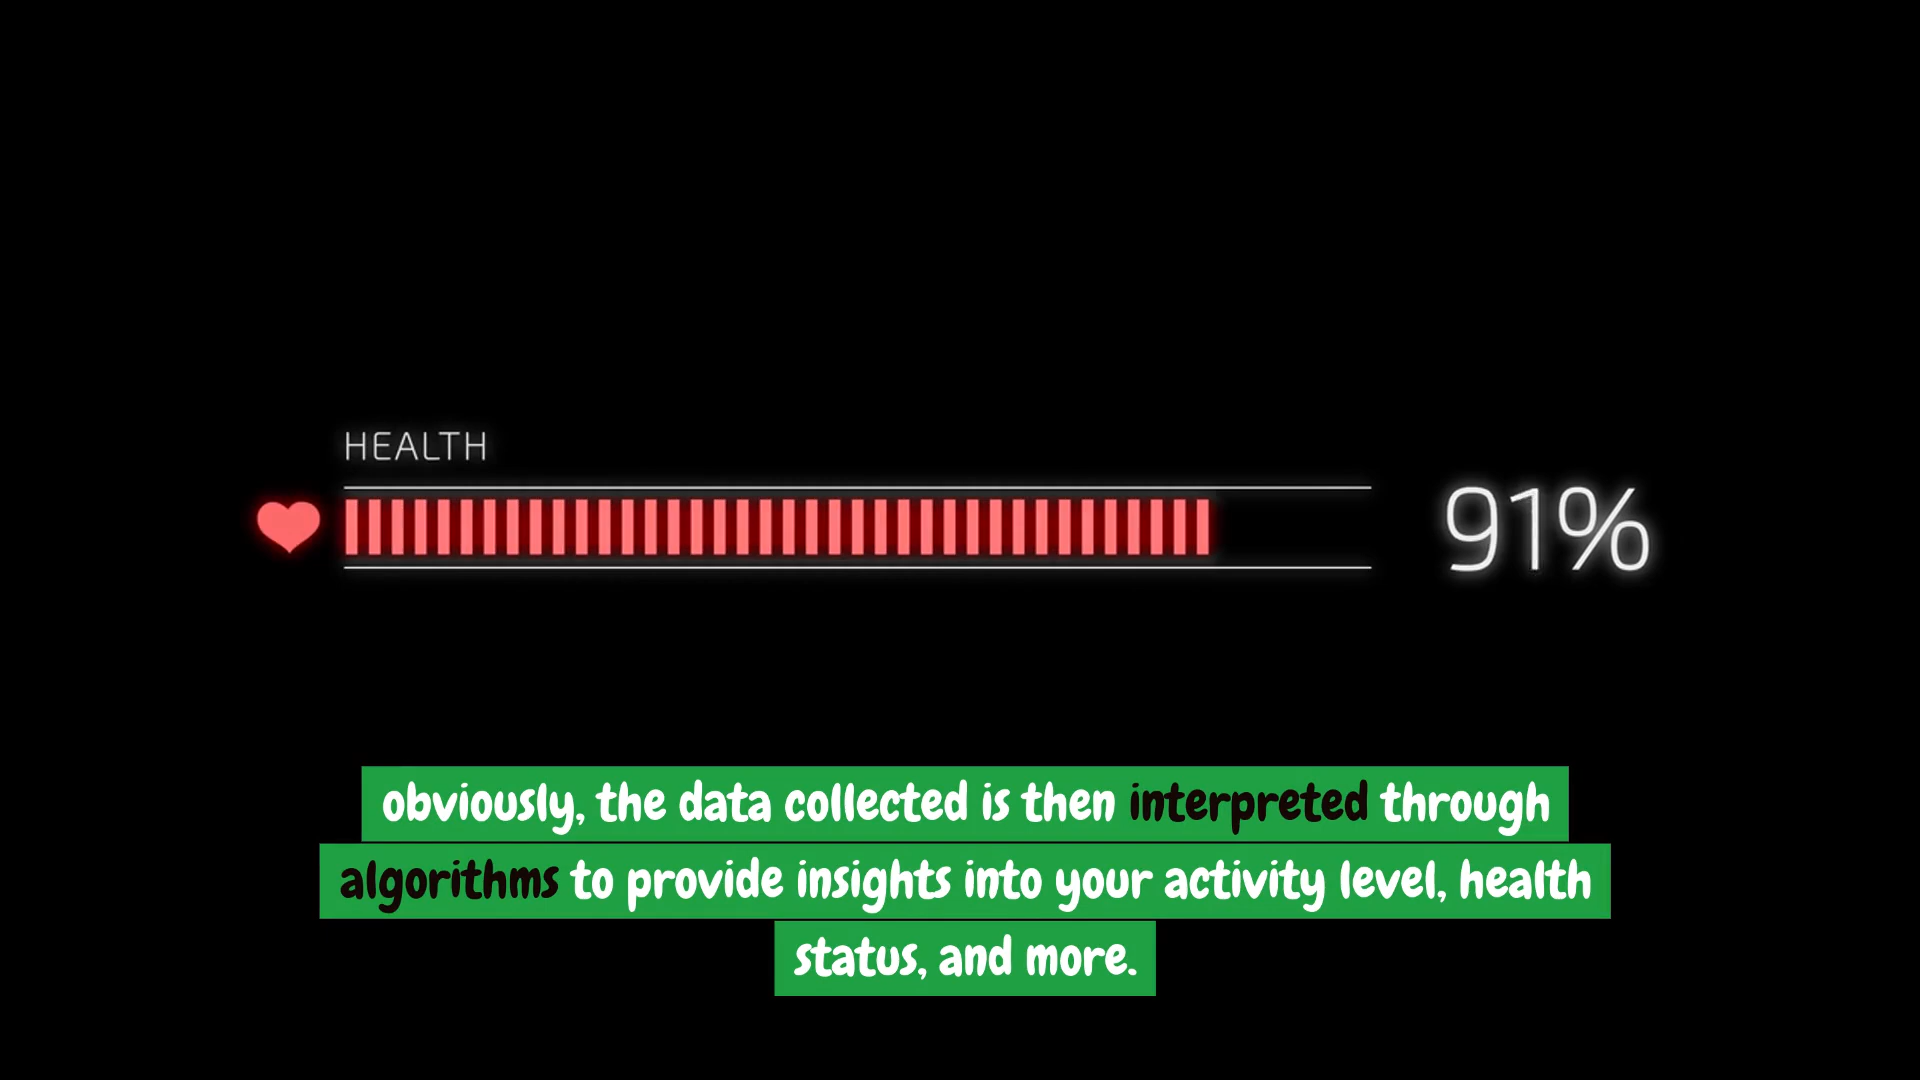 HEALTH
91%
obviously, the data collected is then interpreted through
algorithms to provide insights into your activity level, health
status, and more.